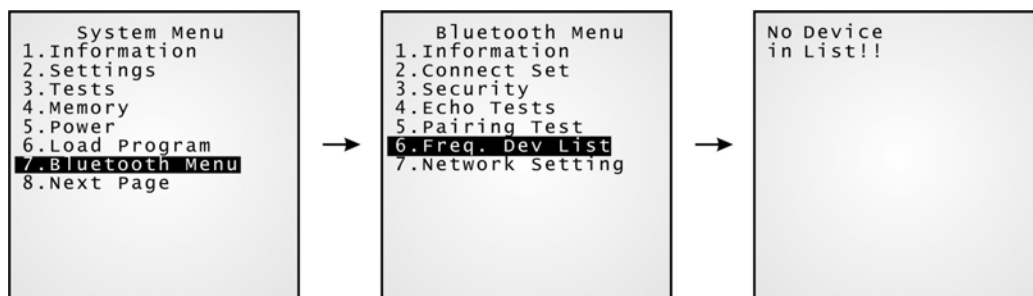 System Menu
1.Information
2.Settings
3.Tests
4.Memory
5.Power
6.Load Program
7.Bluetooth Menu
8.Next Page
Bluetooth Menu
1.Information
2.Connect Set
3.Security
4.Echo Tests
5.Pairing Test
6.Freq. Dev List
7.Network Setting
No Device
in List!!